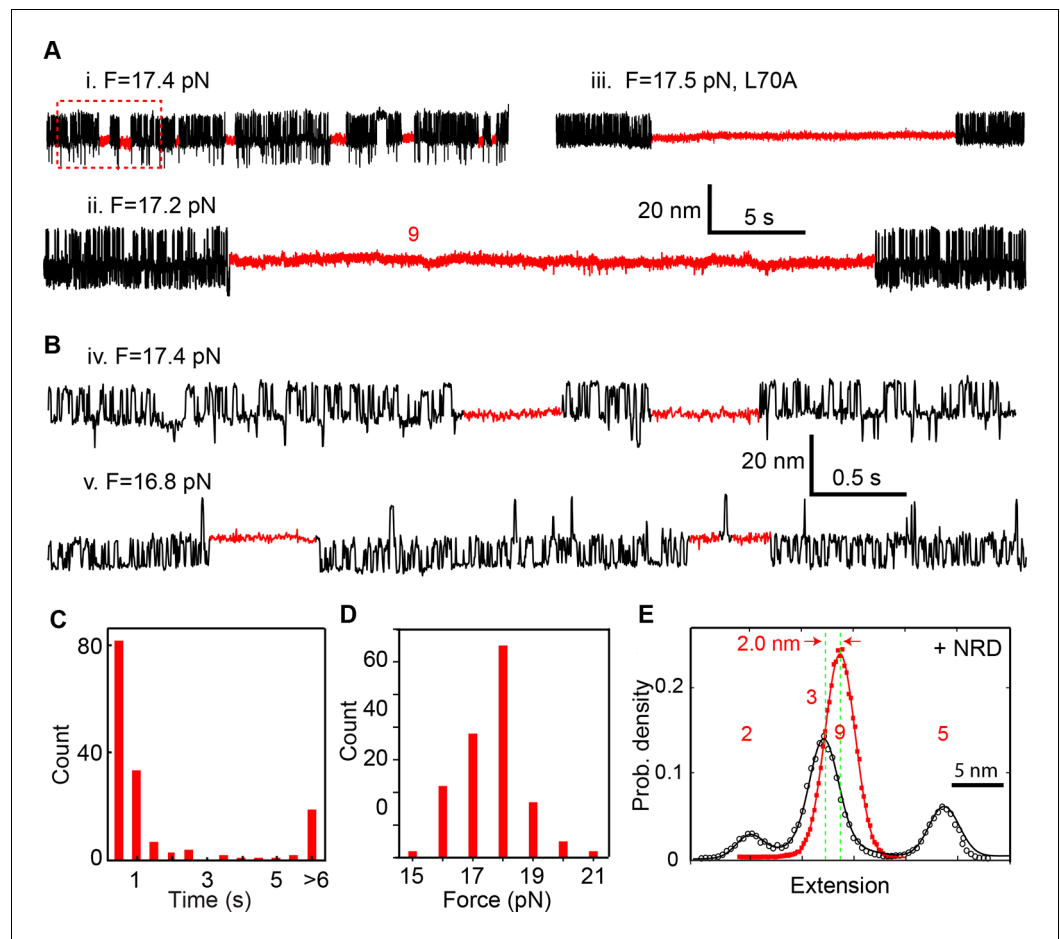 A
i. F=17.4 pN
iii. F=17.5 pN, L70A
ii. F=17.2 pN
9
20 nm
5 s
B
iv. F=17.4 pN
20 nm
0.5 s
v. F=16.8 pN
C
80
40
0
Count
1 3 5 >6
Time (s)
D
60
40
20
0
Count
15 17 19 21
Force (pN)
E
2.0 nm
+ NRD
0.2
0.1
0
Prob. density
2
3
9
5
5 nm
Extension